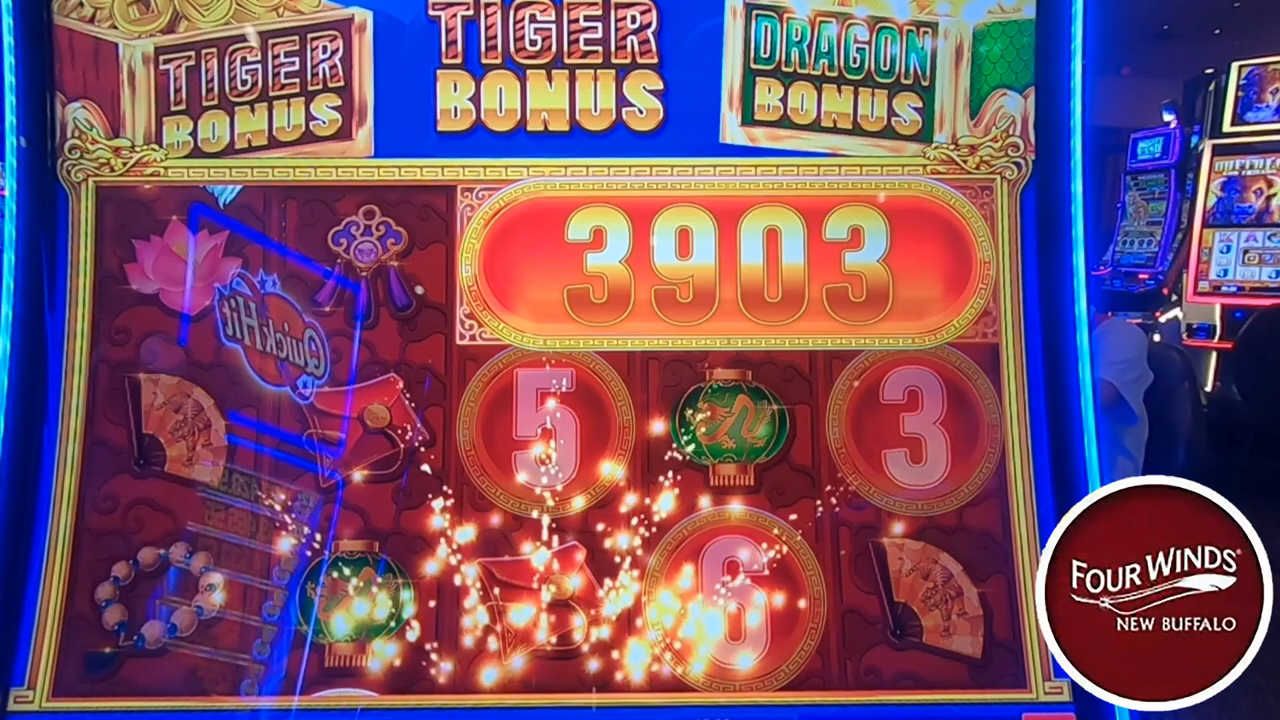 TIGER
BONUS
TIGER
BONUS
DRAGON
BONUS
3903
5
3
6
Quick Hit
FOUR WINDS®
NEW BUFFALO